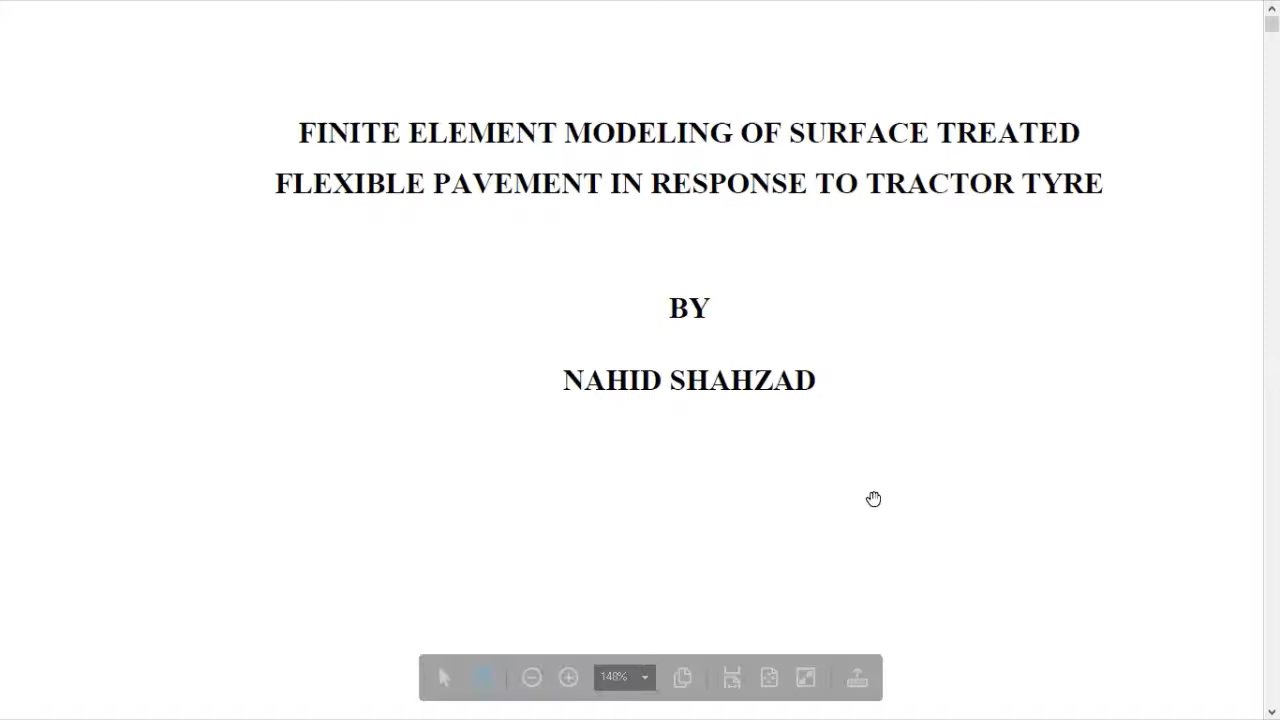 FINITE ELEMENT MODELING OF SURFACE TREATED
FLEXIBLE PAVEMENT IN RESPONSE TO TRACTOR TYRE
BY
NAHID SHAHZAD
148%